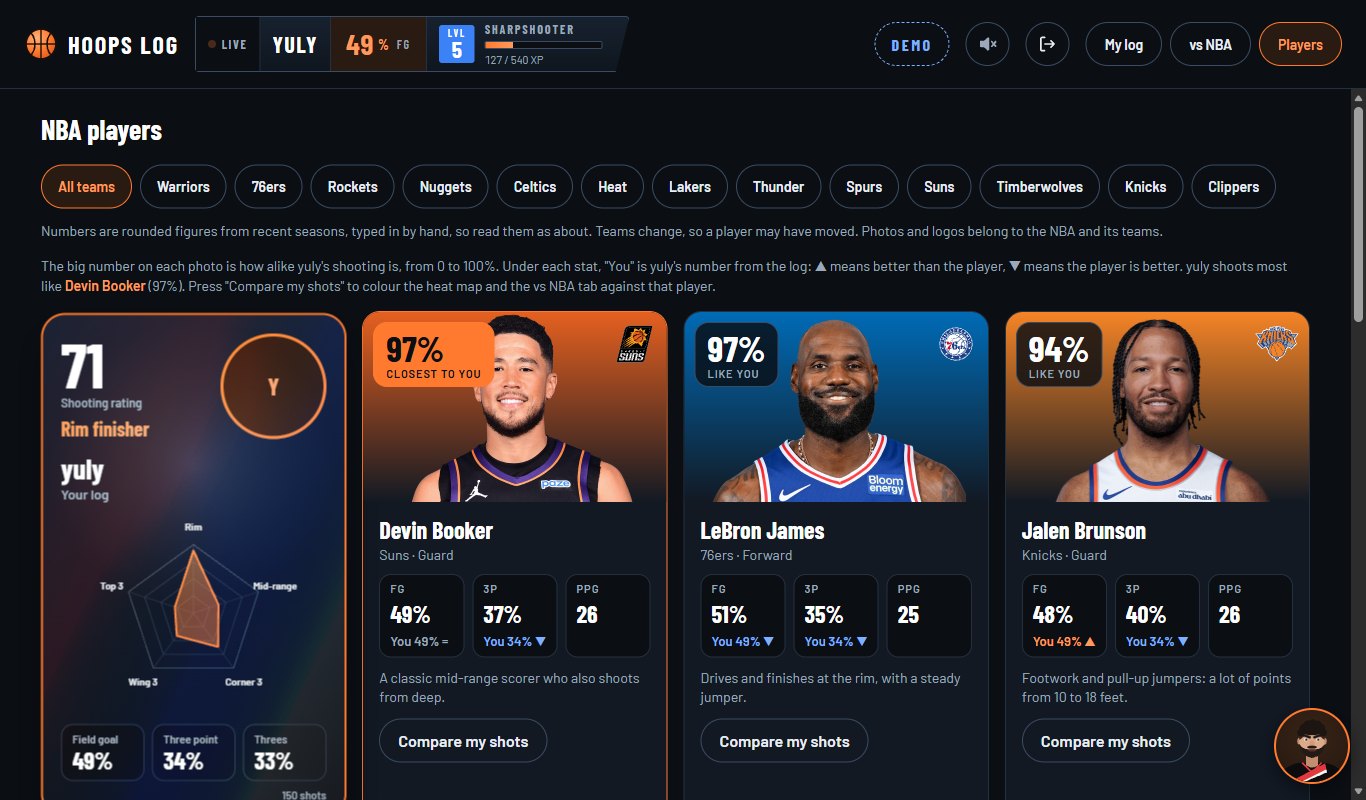 HOOPS LOG
LIVE
YULY
49 % FG
LVL
5
SHARPSHOOTER
127 / 540 XP
DEMO
My log
vs NBA
Players
NBA players
All teams
Warriors
76ers
Rockets
Nuggets
Celtics
Heat
Lakers
Thunder
Spurs
Suns
Timberwolves
Knicks
Clippers
Numbers are rounded figures from recent seasons, typed in by hand, so read them as about. Teams change, so a player may have moved. Photos and logos belong to the NBA and its teams.
The big number on each photo is how alike yuly's shooting is, from 0 to 100%. Under each stat, "You" is yuly's number from the log: ▲ means better than the player, ▼ means the player is better. yuly shoots most
like Devin Booker (97%). Press "Compare my shots" to colour the heat map and the vs NBA tab against that player.
71
Shooting rating
Rim finisher
Y
yuly
Your log
Rim
Top 3
Mid-range
Wing 3
Corner 3
Field goal
49%
Three point
34%
Threes
33%
150 shots
97%
CLOSEST TO YOU
SUNS
paze
Devin Booker
Suns · Guard
FG
49%
You 49% =
3P
37%
You 34% ▼
PPG
26
A classic mid-range scorer who also shoots
from deep.
Compare my shots
97%
LIKE YOU
76
Bloom
energy
LeBron James
76ers · Forward
FG
51%
You 49% ▼
3P
35%
You 34% ▼
PPG
25
Drives and finishes at the rim, with a steady
jumper.
Compare my shots
94%
LIKE YOU
KNICKS
abu dhabi
Jalen Brunson
Knicks · Guard
FG
48%
You 49% ▲
3P
40%
You 34% ▼
PPG
26
Footwork and pull-up jumpers: a lot of points
from 10 to 18 feet.
Compare my shots